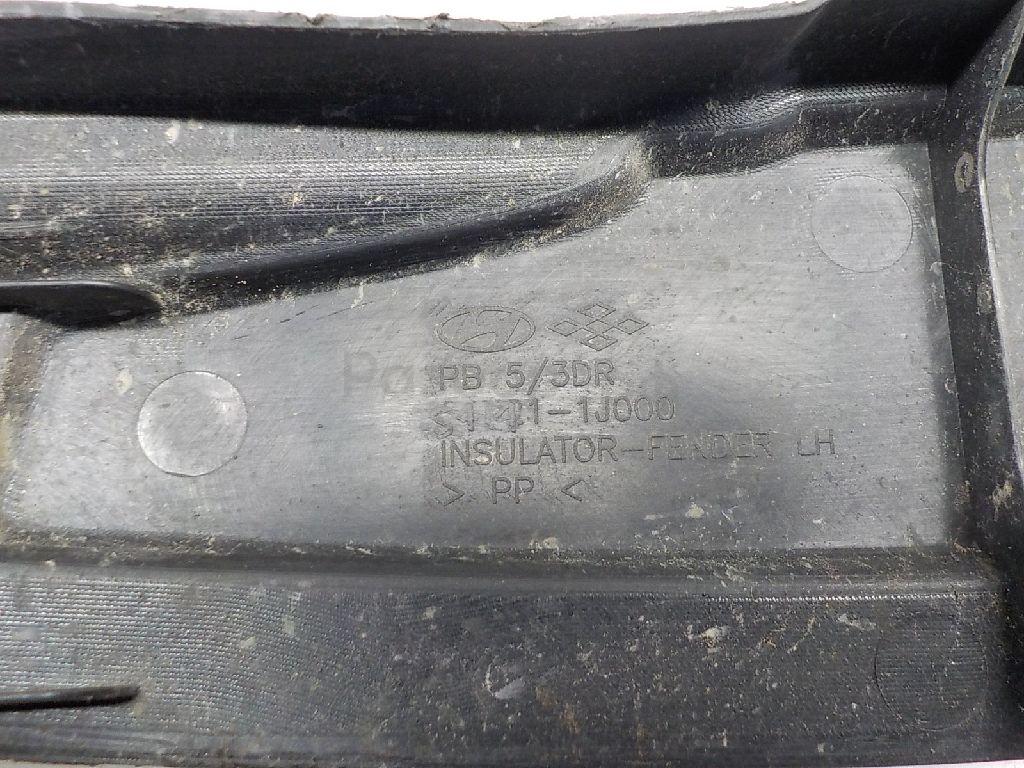 PB 5/3DR
INSULATOR-FENDER LH
> PP <